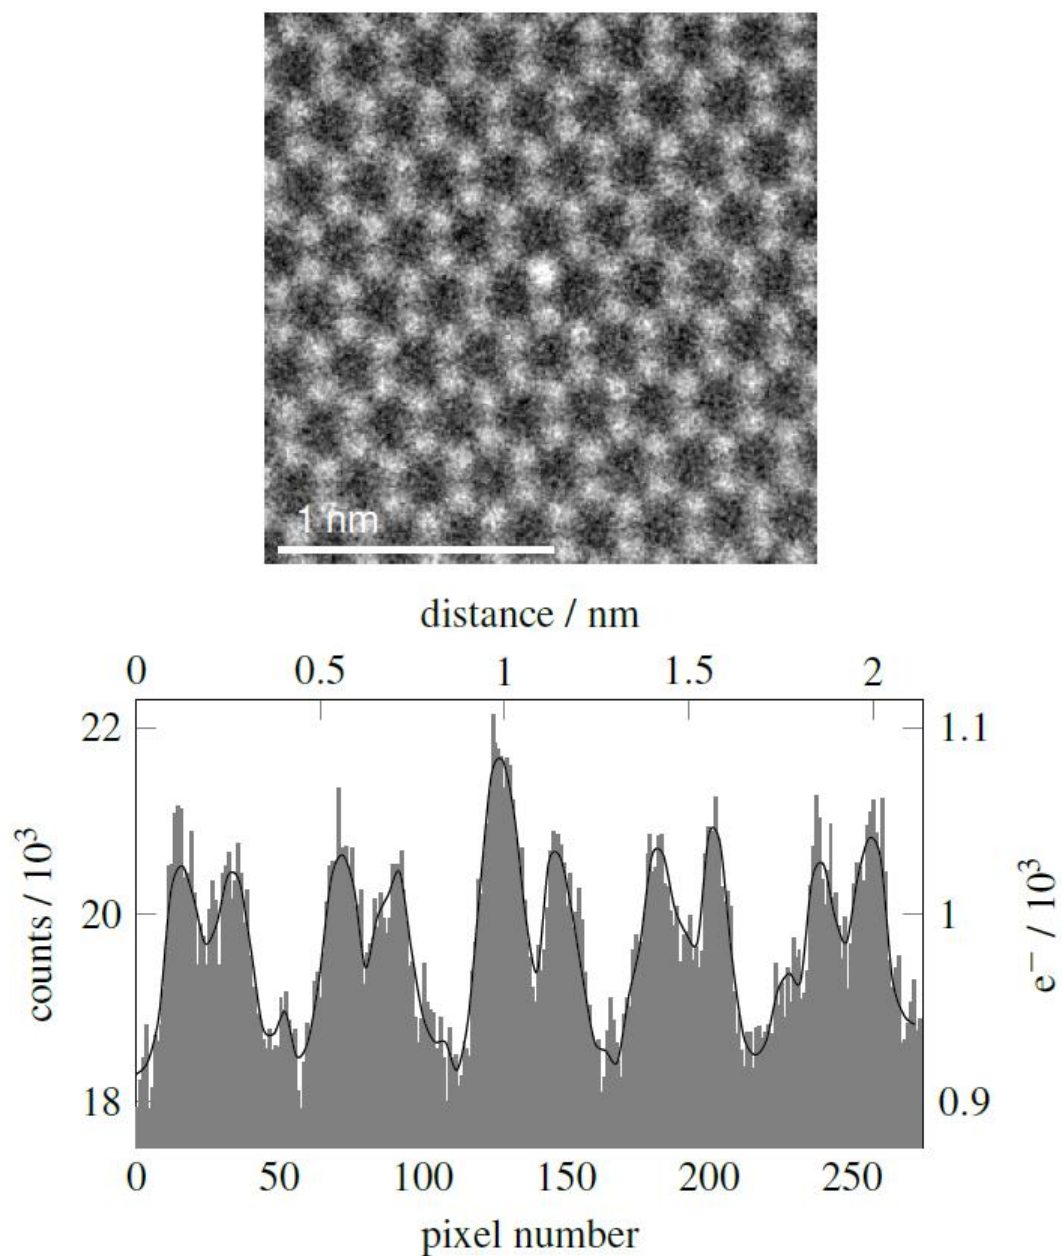 1 nm
distance / nm
0 0.5 1 1.5 2
22 1.1
20 1
18 0.9
counts / 10³
e⁻ / 10³
0 50 100 150 200 250
pixel number